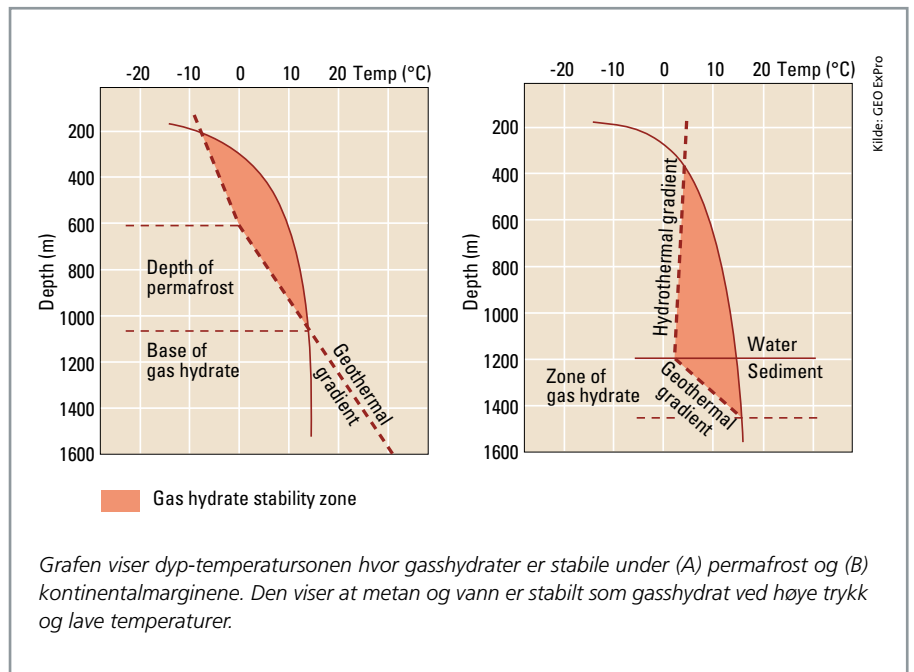 -20 -10 0 10 20 Temp (°C)
200
400
600
800
1000
1200
1400
1600
Depth (m)
Depth of
permafrost
Base of
gas hydrate
Geothermal
gradient
-20 -10 0 10 20 Temp (°C)
200
400
600
800
1000
1200
1400
1600
Depth (m)
Hydrothermal gradient
Water
Sediment
Zone of
gas hydrate
Geothermal
gradient
Kilde: GEO ExPro
Gas hydrate stability zone
Grafen viser dyp-temperatursonen hvor gasshydrater er stabile under (A) permafrost og (B)
kontinentalmarginene. Den viser at metan og vann er stabilt som gasshydrat ved høye trykk
og lave temperaturer.